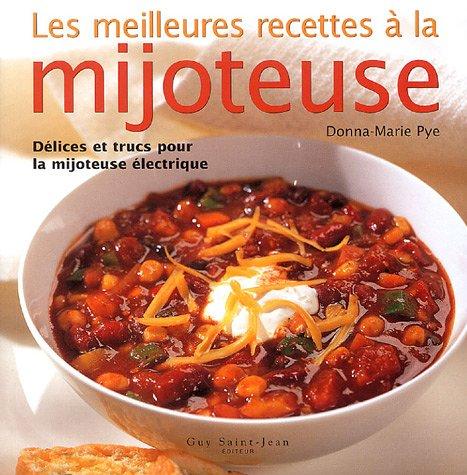 Les meilleures recettes à la
mijoteuse
Donna-Marie Pye
Délices et trucs pour
la mijoteuse électrique
Guy Saint-Jean
ÉDITEUR